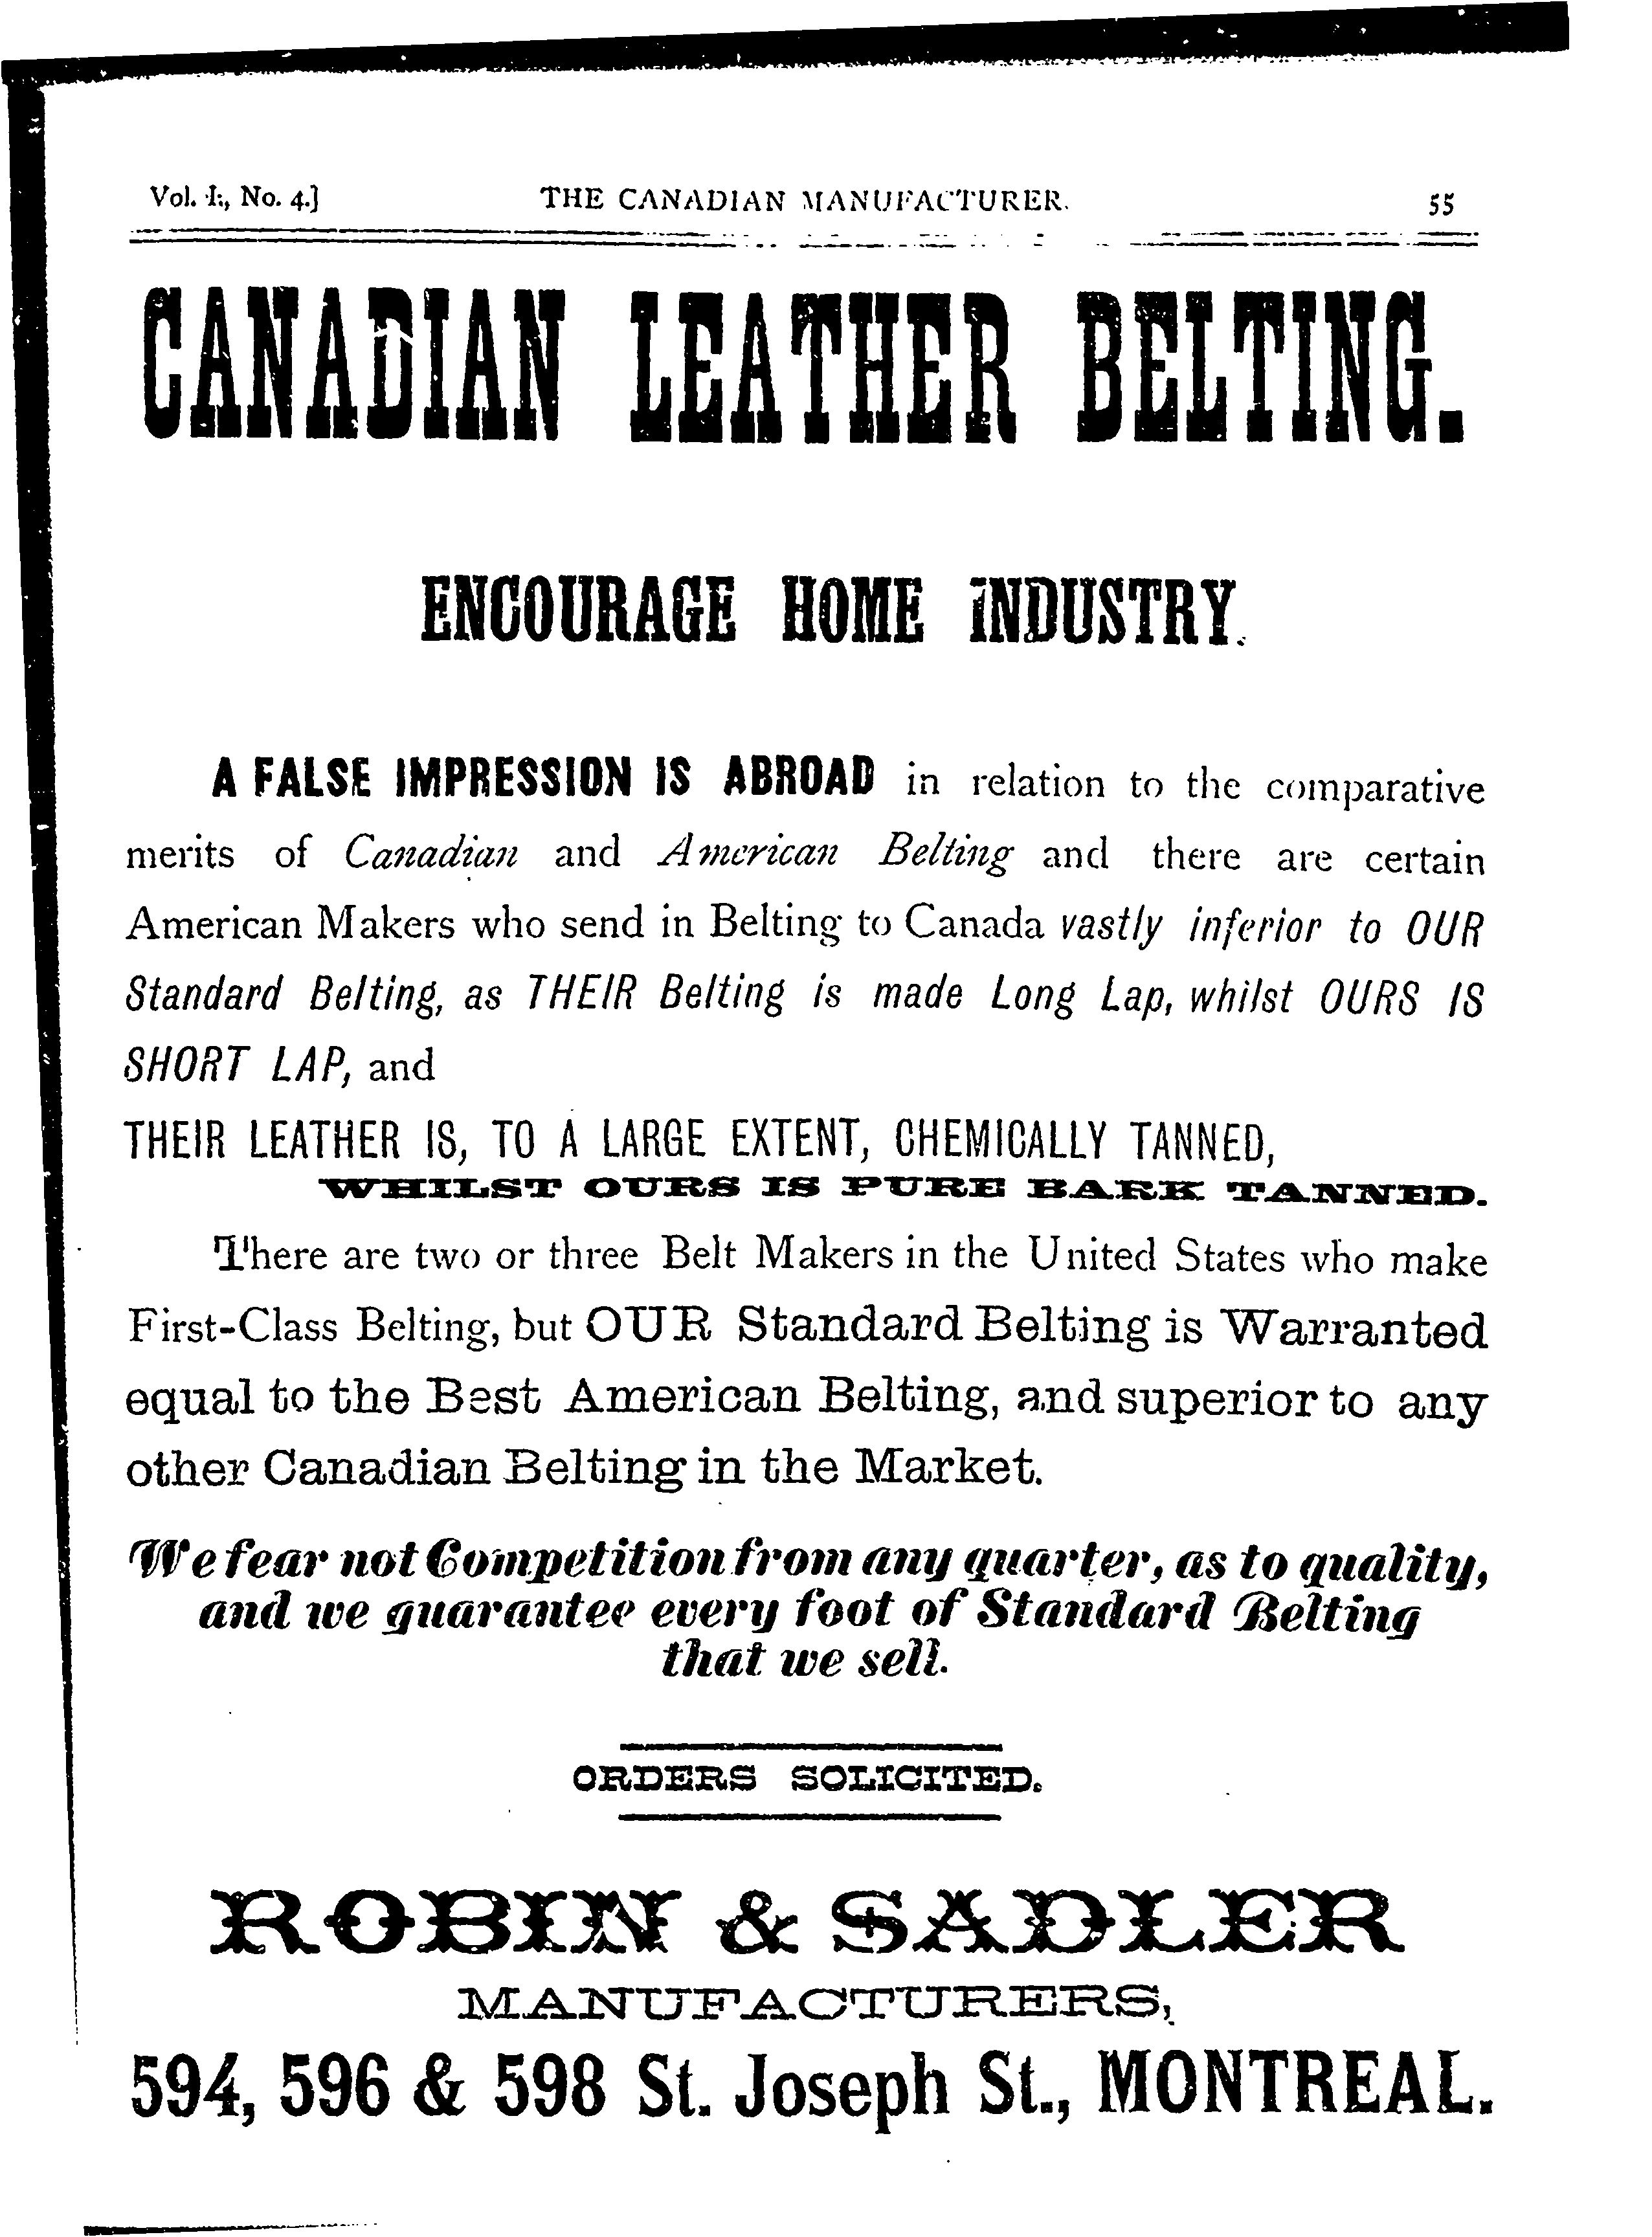 Vol. I., No. 4.]
THE CANADIAN MANUFACTURER.
55
CANADIAN LEATHER BELTING.
ENCOURAGE HOME INDUSTRY.
A FALSE IMPRESSION IS ABROAD in relation to the comparative
merits of Canadian and American Belting and there are certain
American Makers who send in Belting to Canada vastly inferior to OUR
Standard Belting, as THEIR Belting is made Long Lap, whilst OURS IS
SHORT LAP, and
THEIR LEATHER IS, TO A LARGE EXTENT, CHEMICALLY TANNED,
WHILST OURS IS PURE BARK TANNED.
There are two or three Belt Makers in the United States who make
First-Class Belting, but OUR Standard Belting is Warranted
equal to the Best American Belting, and superior to any
other Canadian Belting in the Market.
We fear not Competition from any quarter, as to quality,
and we guarantee every foot of Standard Belting
that we sell.
ORDERS SOLICITED.
ROBIN & SADLER
MANUFACTURERS,
594, 596 & 598 St. Joseph St., MONTREAL.